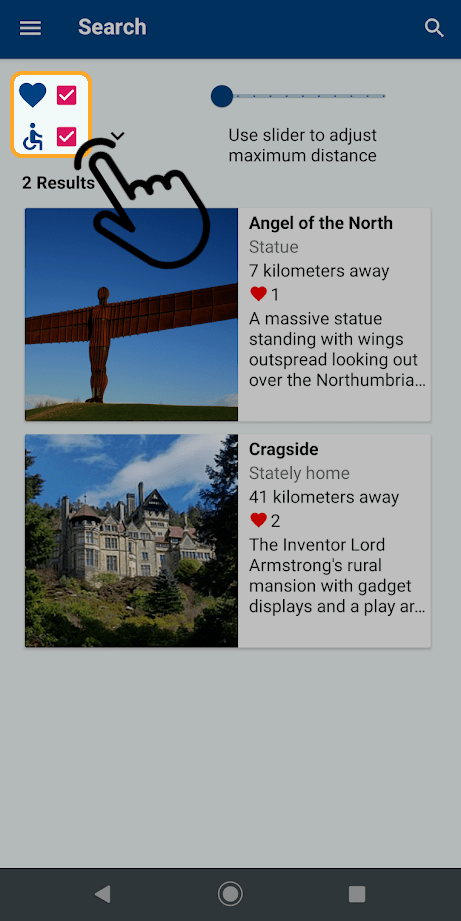 Search
Use slider to adjust
maximum distance
2 Results
Angel of the North
Statue
7 kilometers away
1
A massive statue
standing with wings
outspread looking out
over the Northumbria...
Cragside
Stately home
41 kilometers away
2
The Inventor Lord
Armstrong's rural
mansion with gadget
displays and a play ar...